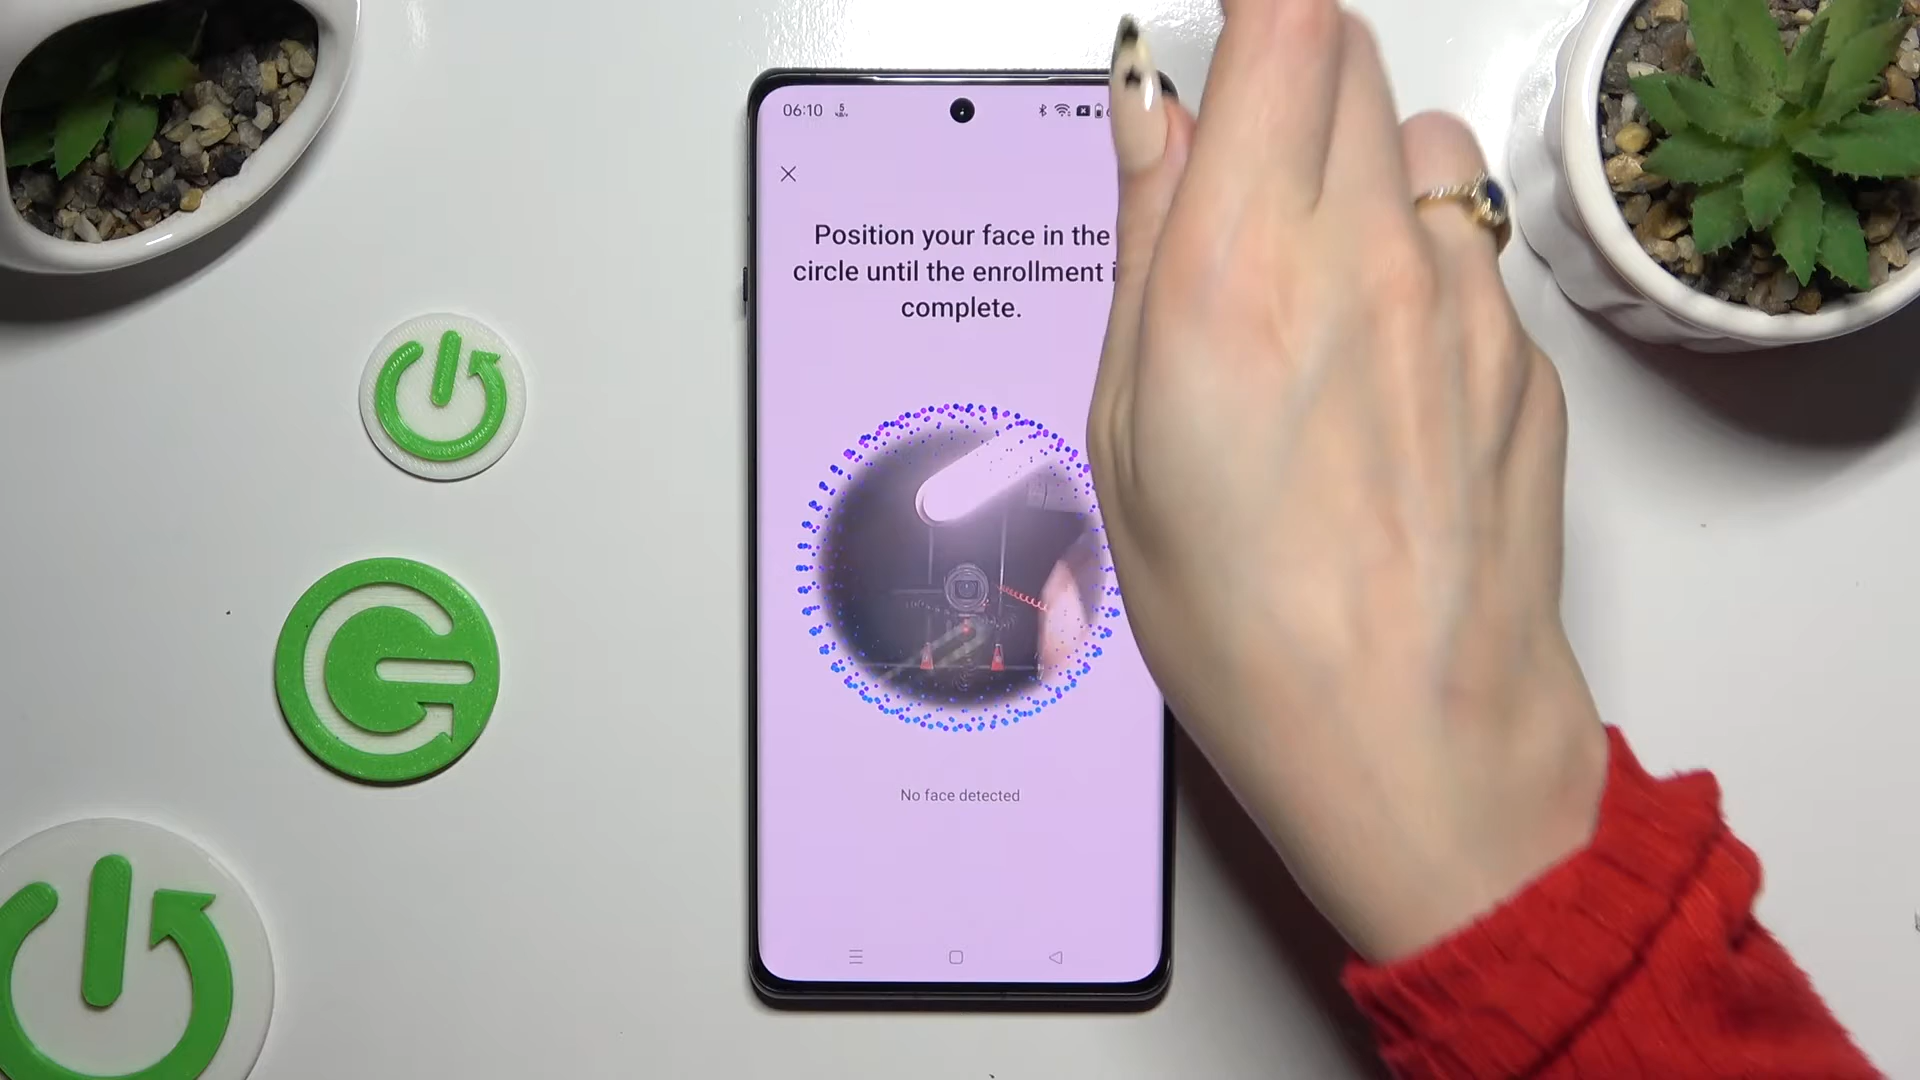 06:10
Position your face in the
circle until the enrollment i
complete.
No face detected